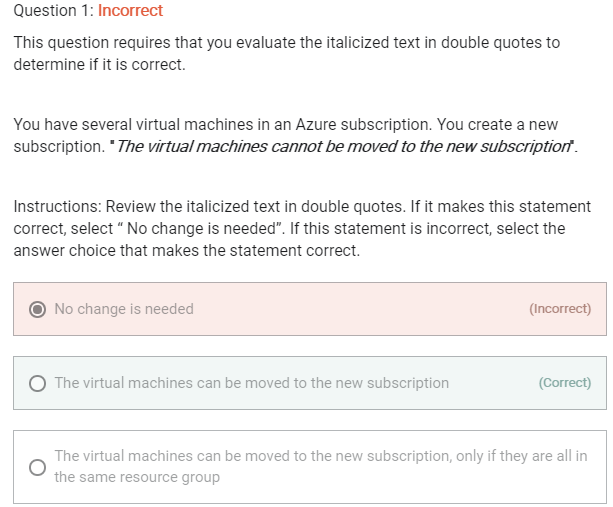 Question 1: Incorrect
This question requires that you evaluate the italicized text in double quotes to
determine if it is correct.
You have several virtual machines in an Azure subscription. You create a new
subscription. "The virtual machines cannot be moved to the new subscription".
Instructions: Review the italicized text in double quotes. If it makes this statement
correct, select “ No change is needed”. If this statement is incorrect, select the
answer choice that makes the statement correct.
No change is needed (Incorrect)
The virtual machines can be moved to the new subscription (Correct)
The virtual machines can be moved to the new subscription, only if they are all in
the same resource group